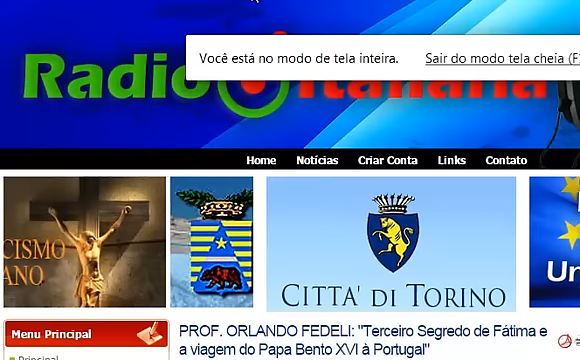 Você está no modo de tela inteira. Sair do modo tela cheia (F
Radio Italiana
Home Notícias Criar Conta Links Contato
CISMO
ANO
CITTA' DI TORINO
Un
Menu Principal
PROF. ORLANDO FEDELI: "Terceiro Segredo de Fátima e
a viagem do Papa Bento XVI à Portugal"
Principal